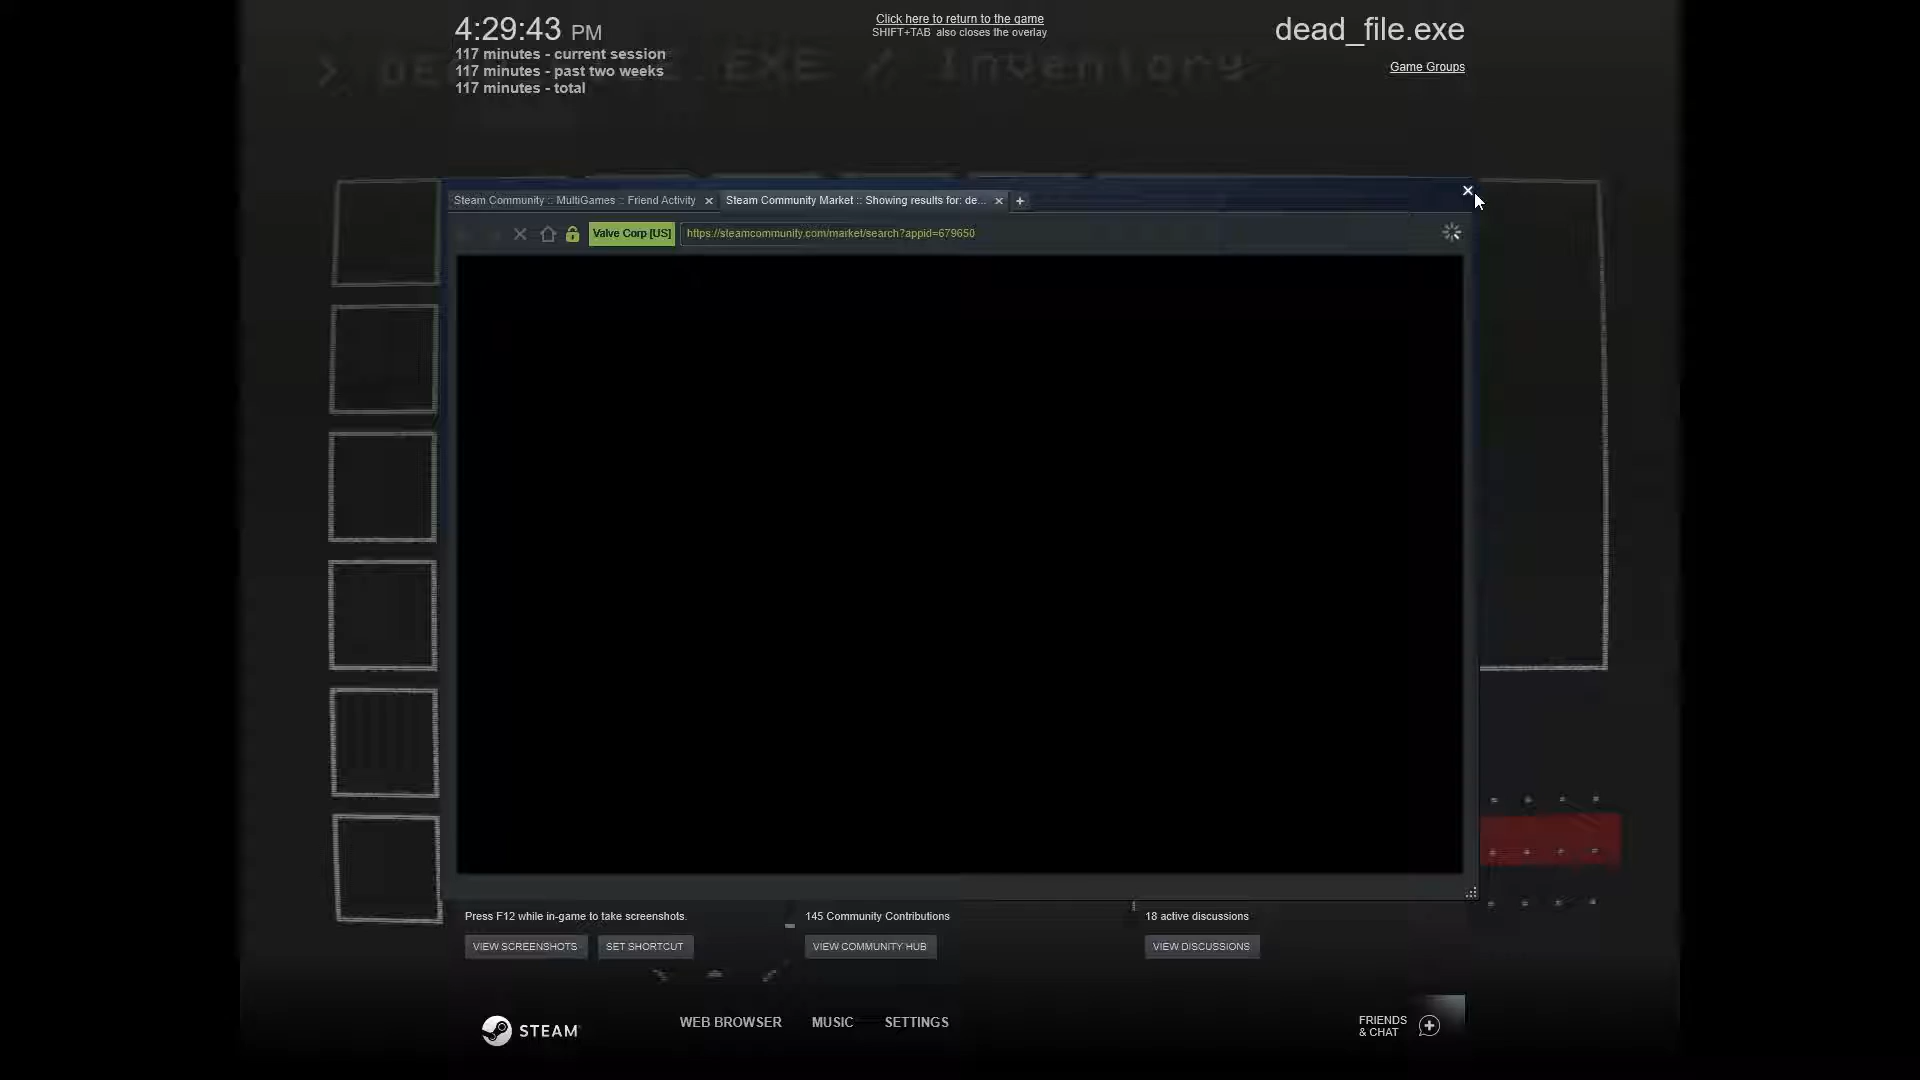 4:29:43 PM
117 minutes - current session
117 minutes - past two weeks
117 minutes - total
Click here to return to the game
SHIFT+TAB also closes the overlay
dead_file.exe
Game Groups
.EXE / Inventory
Steam Community :: MultiGames :: Friend Activity
Steam Community Market :: Showing results for: de...
Valve Corp [US]
https://steamcommunity.com/market/search?appid=679650
Press F12 while in-game to take screenshots.
145 Community Contributions
18 active discussions
VIEW SCREENSHOTS
SET SHORTCUT
VIEW COMMUNITY HUB
VIEW DISCUSSIONS
STEAM
WEB BROWSER
MUSIC
SETTINGS
FRIENDS
& CHAT